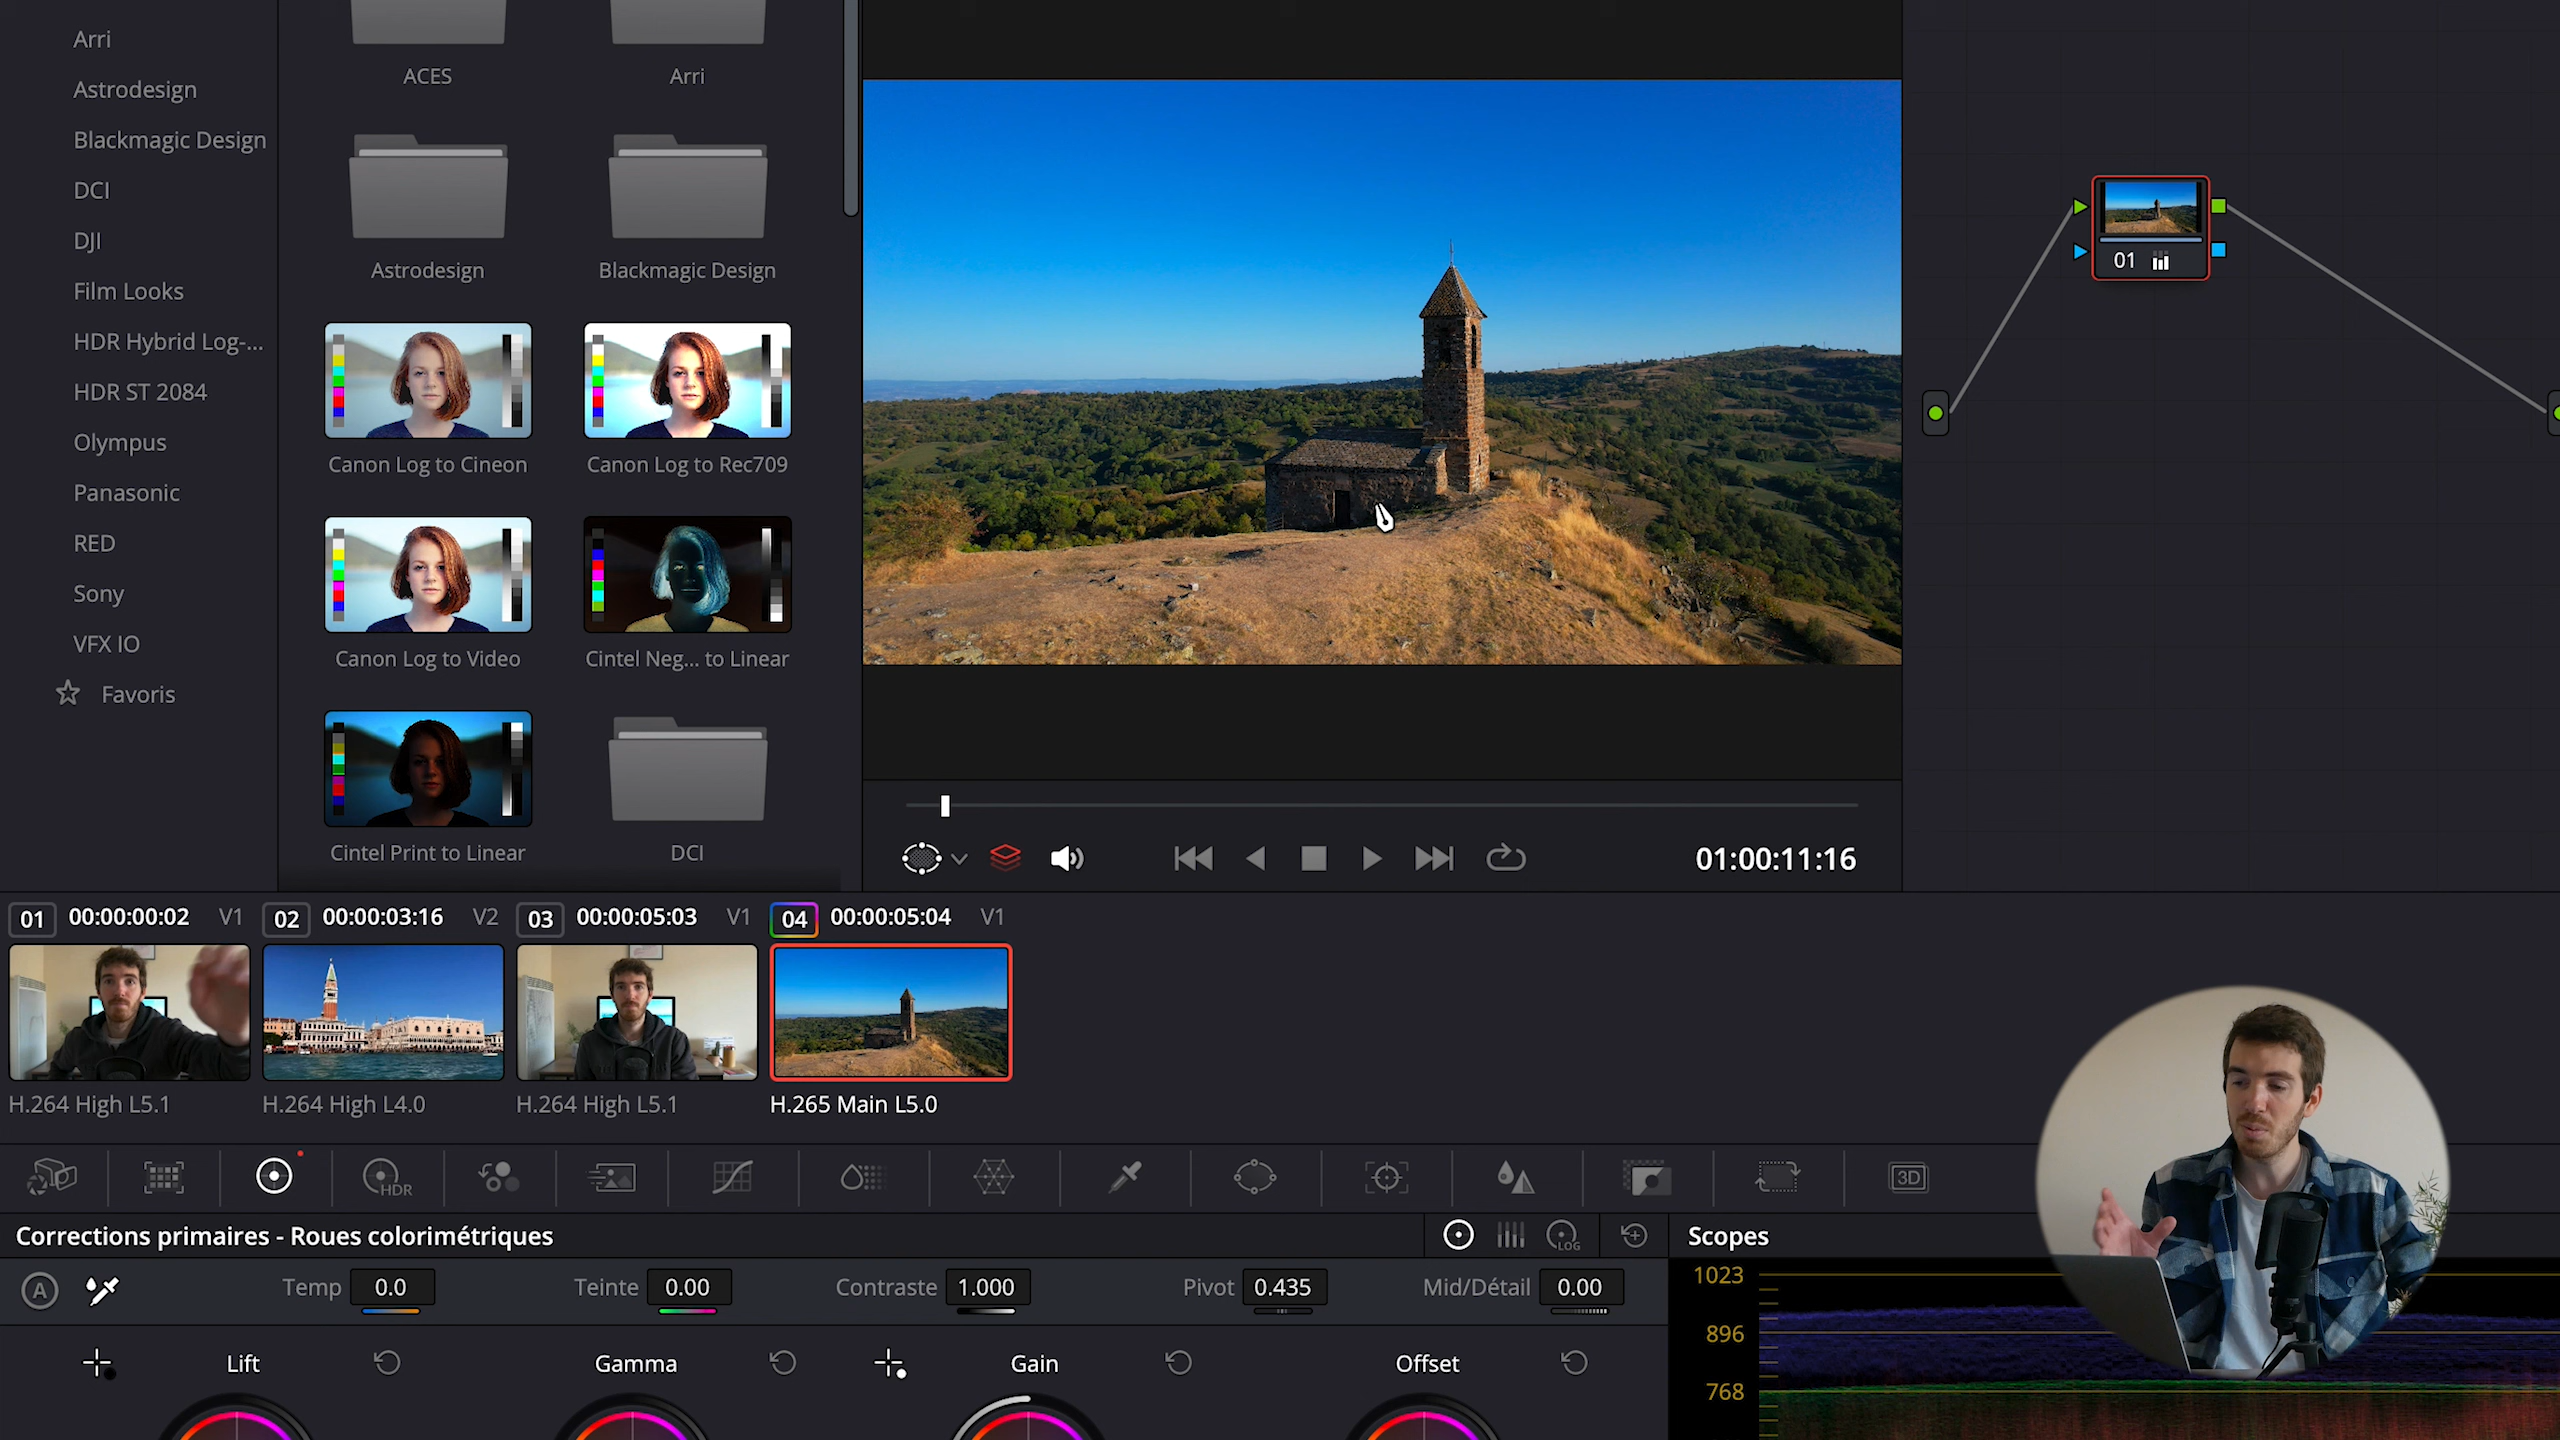 Arri
Astrodesign
Blackmagic Design
DCI
DJI
Film Looks
HDR Hybrid Log-...
HDR ST 2084
Olympus
Panasonic
RED
Sony
VFX IO
Favoris
ACES
Arri
Astrodesign
Blackmagic Design
Canon Log to Cineon
Canon Log to Rec709
Canon Log to Video
Cintel Neg... to Linear
Cintel Print to Linear
DCI
01
01:00:11:16
01 00:00:00:02 V1
02 00:00:03:16 V2
03 00:00:05:03 V1
04 00:00:05:04 V1
H.264 High L5.1
H.264 High L4.0
H.264 High L5.1
H.265 Main L5.0
HDR
3D
Corrections primaires - Roues colorimétriques
LOG
Scopes
A
Temp 0.0
Teinte 0.00
Contraste 1.000
Pivot 0.435
Mid/Détail 0.00
Lift
Gamma
Gain
Offset
1023
896
768